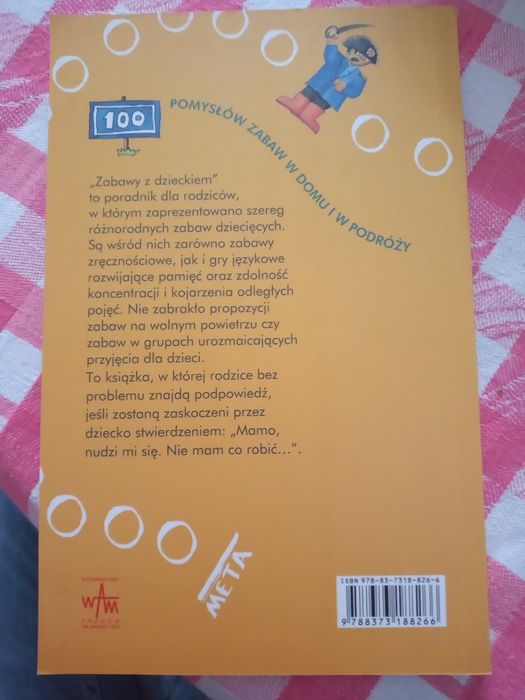 100
POMYSŁÓW ZABAW W DOMU I W PODRÓŻY
„Zabawy z dzieckiem”
to poradnik dla rodziców,
w którym zaprezentowano szereg
różnorodnych zabaw dziecięcych.
Są wśród nich zarówno zabawy
zręcznościowe, jak i gry językowe
rozwijające pamięć oraz zdolność
koncentracji i kojarzenia odległych
pojęć. Nie zabrakło propozycji
zabaw na wolnym powietrzu czy
zabaw w grupach urozmaicających
przyjęcia dla dzieci.
To książka, w której rodzice bez
problemu znajdą podpowiedź,
jeśli zostaną zaskoczeni przez
dziecko stwierdzeniem: „Mamo,
nudzi mi się. Nie mam co robić...”.
META
WYDAWNICTWO
WAM
KRAKÓW
ISBN 978-83-7318-826-6
9 788373 188266